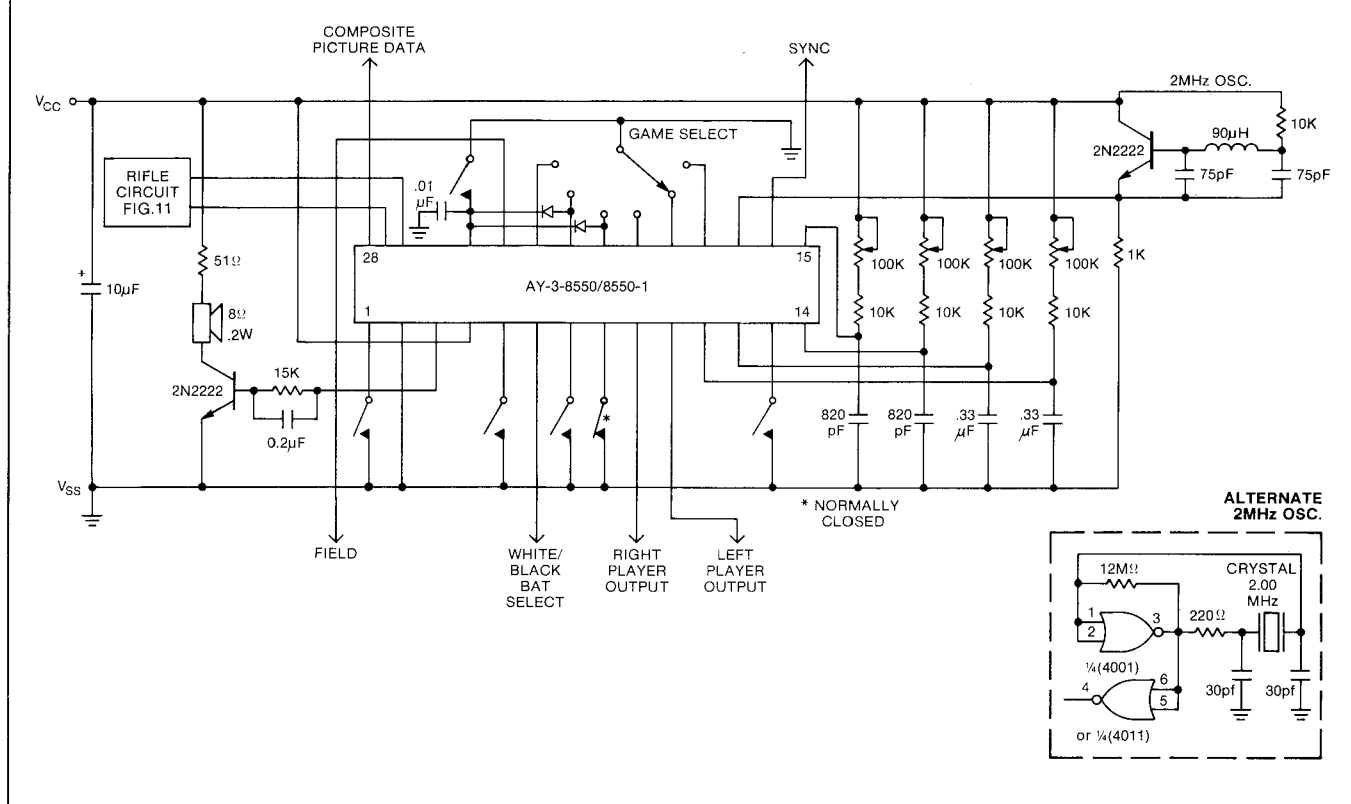 COMPOSITE
PICTURE DATA
SYNC
2MHz OSC.
VCC
GAME SELECT
10K
90µH
2N2222
75pF
75pF
RIFLE
CIRCUIT
FIG.11
.01
µF
51Ω
28
15
AY-3-8550/8550-1
1
14
100K
100K
100K
100K
1K
+
10µF
8Ω
.2W
10K
10K
10K
10K
2N2222
15K
0.2µF
*
820
pF
820
pF
.33
µF
.33
µF
VSS
* NORMALLY
CLOSED
FIELD
WHITE/
BLACK
BAT
SELECT
RIGHT
PLAYER
OUTPUT
LEFT
PLAYER
OUTPUT
ALTERNATE
2MHz OSC.
12MΩ
CRYSTAL
2.00
MHz
1
2
3
220Ω
¼(4001)
4
6
5
30pf
30pf
or ¼(4011)